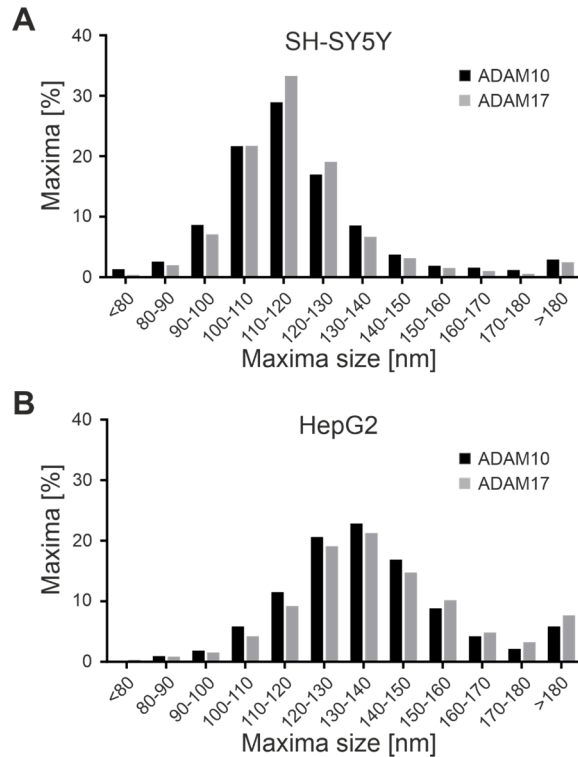 A
SH-SY5Y
ADAM10
ADAM17
Maxima [%]
40
30
20
10
0
<80
80-90
90-100
100-110
110-120
120-130
130-140
140-150
150-160
160-170
170-180
>180
Maxima size [nm]
B
HepG2
ADAM10
ADAM17
Maxima [%]
40
30
20
10
0
<80
80-90
90-100
100-110
110-120
120-130
130-140
140-150
150-160
160-170
170-180
>180
Maxima size [nm]